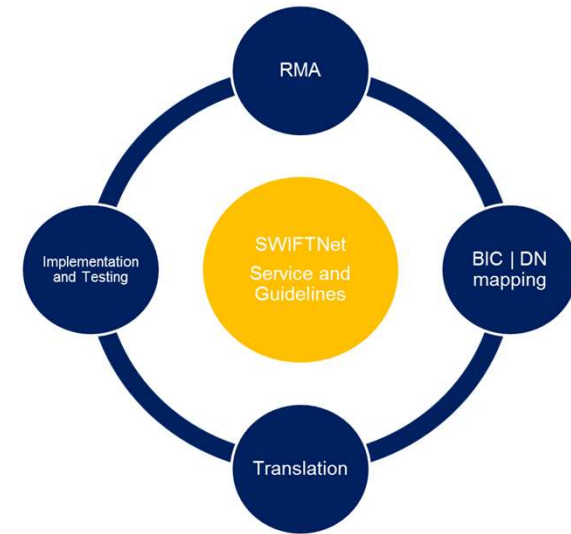 RMA
SWIFTNet
Service and
Guidelines
Implementation
and Testing
BIC | DN
mapping
Translation